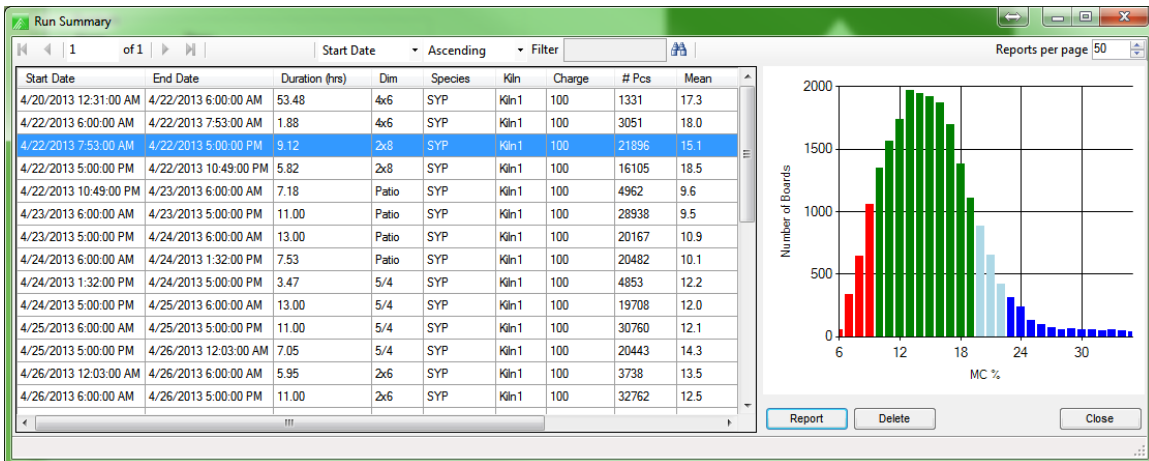 Run Summary
1 of 1 Start Date Ascending Filter Reports per page 50
Start Date End Date Duration (hrs) Dim Species Kiln Charge # Pcs Mean
4/20/2013 12:31:00 AM 4/22/2013 6:00:00 AM 53.48 4x6 SYP Kiln1 100 1331 17.3
4/22/2013 6:00:00 AM 4/22/2013 7:53:00 AM 1.88 4x6 SYP Kiln1 100 3051 18.0
4/22/2013 7:53:00 AM 4/22/2013 5:00:00 PM 9.12 2x8 SYP Kiln1 100 21896 15.1
4/22/2013 5:00:00 PM 4/22/2013 10:49:00 PM 5.82 2x8 SYP Kiln1 100 16105 18.5
4/22/2013 10:49:00 PM 4/23/2013 6:00:00 AM 7.18 Patio SYP Kiln1 100 4962 9.6
4/23/2013 6:00:00 AM 4/23/2013 5:00:00 PM 11.00 Patio SYP Kiln1 100 28938 9.5
4/23/2013 5:00:00 PM 4/24/2013 6:00:00 AM 13.00 Patio SYP Kiln1 100 20167 10.9
4/24/2013 6:00:00 AM 4/24/2013 1:32:00 PM 7.53 Patio SYP Kiln1 100 20482 10.1
4/24/2013 1:32:00 PM 4/24/2013 5:00:00 PM 3.47 5/4 SYP Kiln1 100 4853 12.2
4/24/2013 5:00:00 PM 4/25/2013 6:00:00 AM 13.00 5/4 SYP Kiln1 100 19708 12.0
4/25/2013 6:00:00 AM 4/25/2013 5:00:00 PM 11.00 5/4 SYP Kiln1 100 30760 12.1
4/25/2013 5:00:00 PM 4/26/2013 12:03:00 AM 7.05 5/4 SYP Kiln1 100 20443 14.3
4/26/2013 12:03:00 AM 4/26/2013 6:00:00 AM 5.95 2x6 SYP Kiln1 100 3738 13.5
4/26/2013 6:00:00 AM 4/26/2013 5:00:00 PM 11.00 2x6 SYP Kiln1 100 32762 12.5
Number of Boards
2000
1500
1000
500
0
6 12 18 24 30
MC %
Report Delete Close